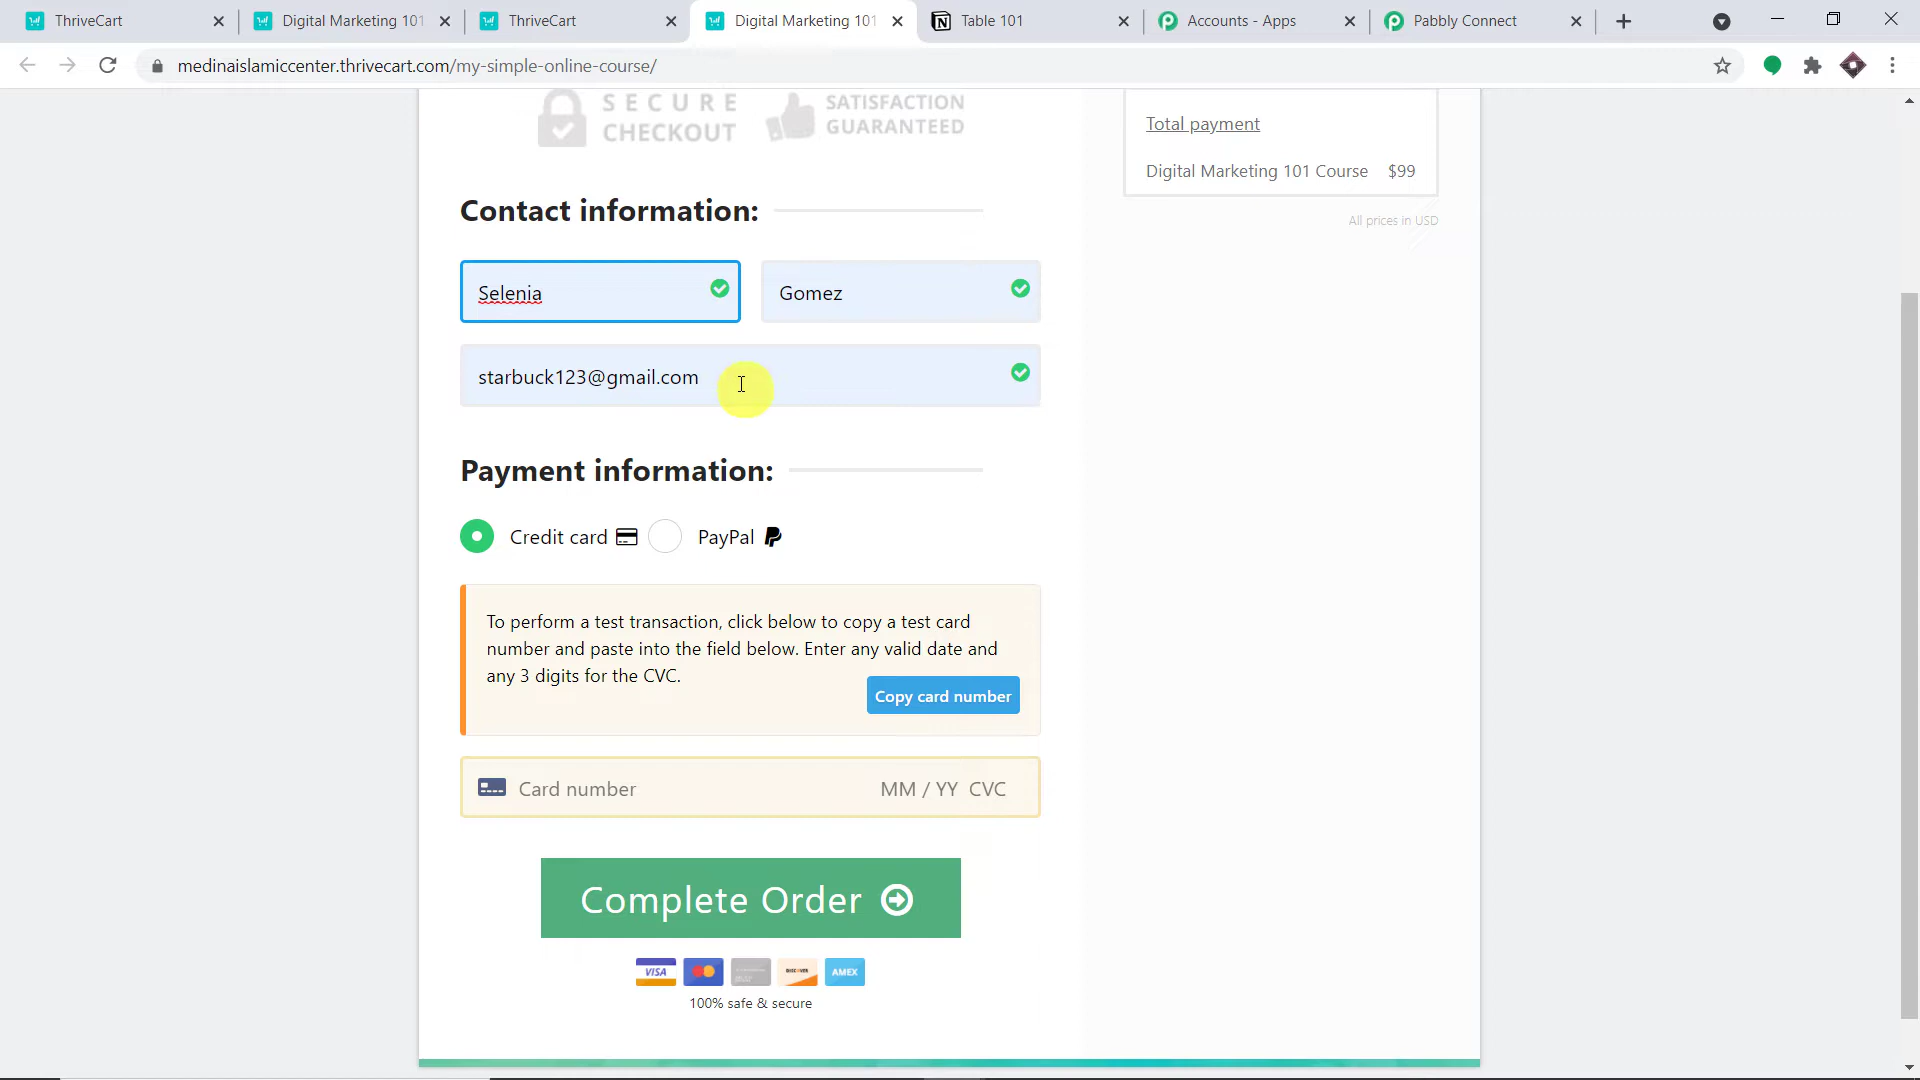 ThriveCart
Digital Marketing 101
ThriveCart
Digital Marketing 101
Table 101
Accounts - Apps
Pabbly Connect
medinaislamiccenter.thrivecart.com/my-simple-online-course/
SECURE
CHECKOUT
SATISFACTION
GUARANTEED
Total payment
Digital Marketing 101 Course $99
All prices in USD
Contact information:
Selenia
Gomez
starbuck123@gmail.com
Payment information:
Credit card
PayPal
To perform a test transaction, click below to copy a test card
number and paste into the field below. Enter any valid date and
any 3 digits for the CVC.
Copy card number
Card number MM / YY CVC
Complete Order
VISA DISCOVER AMEX
100% safe & secure